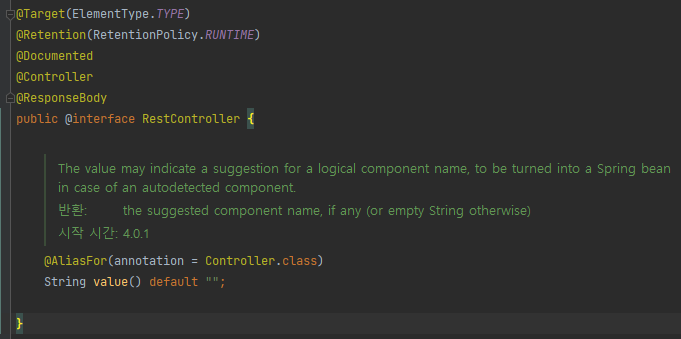 @Target(ElementType.TYPE)
@Retention(RetentionPolicy.RUNTIME)
@Documented
@Controller
@ResponseBody
public @interface RestController {
The value may indicate a suggestion for a logical component name, to be turned into a Spring bean
in case of an autodetected component.
반환: the suggested component name, if any (or empty String otherwise)
시작 시간: 4.0.1
@AliasFor(annotation = Controller.class)
String value() default "";
}